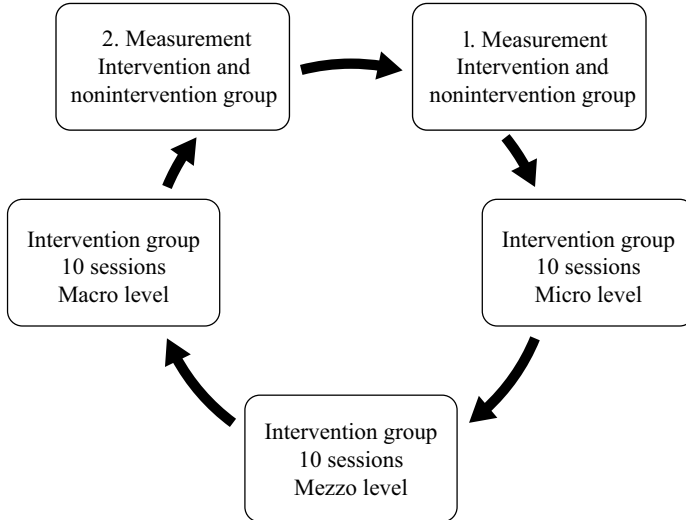 2. Measurement
Intervention and
nonintervention group
l. Measurement
Intervention and
nonintervention group
Intervention group
10 sessions
Macro level
Intervention group
10 sessions
Micro level
Intervention group
10 sessions
Mezzo level